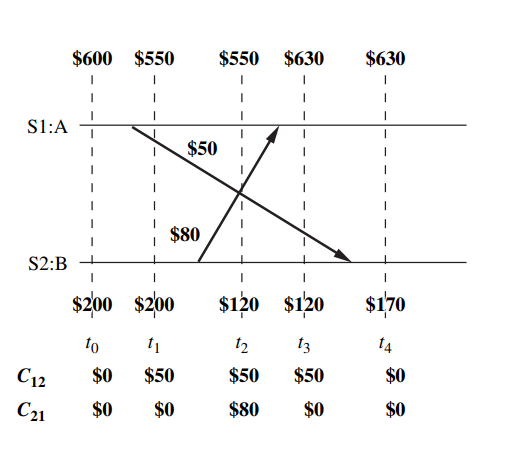 $600 $550 $550 $630 $630
S1:A
$50
$80
S2:B
$200 $200 $120 $120 $170
t0 t1 t2 t3 t4
C12 $0 $50 $50 $50 $0
C21 $0 $0 $80 $0 $0